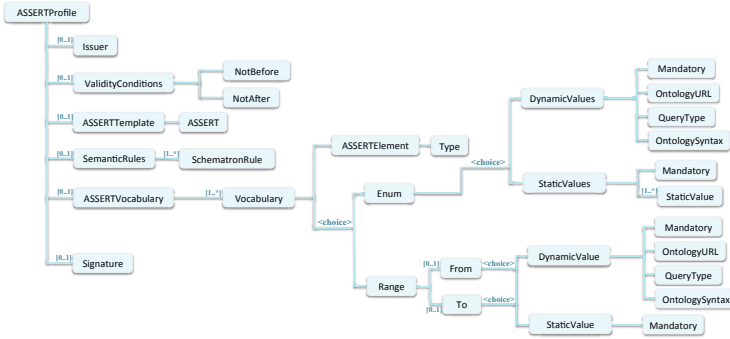 ASSERTProfile
[0..1]
Issuer
[0..1]
ValidityConditions
NotBefore
NotAfter
[0..1]
ASSERTTemplate
ASSERT
[0..1]
SemanticRules
[1..*]
SchematronRule
[0..1]
ASSERTVocabulary
[1..*]
Vocabulary
[0..1]
Signature
ASSERTElement
Type
<choice>
Enum
<choice>
DynamicValues
Mandatory
OntologyURL
QueryType
OntologySyntax
StaticValues
Mandatory
[1..*]
StaticValue
Range
[0..1]
From
<choice>
[0..1]
To
<choice>
DynamicValue
Mandatory
OntologyURL
QueryType
OntologySyntax
StaticValue
Mandatory